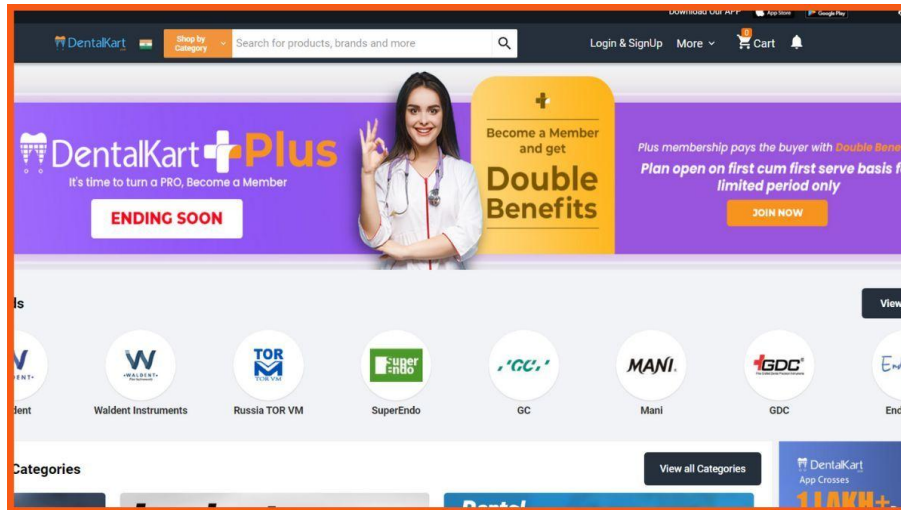 Download Our APP App Store Google Play
DentalKart
Shop by
Category
Search for products, brands and more
Login & SignUp More 0 Cart
DentalKart Plus
It's time to turn a PRO, Become a Member
ENDING SOON
Become a Member
and get
Double
Benefits
Plus membership pays the buyer with Double
Plan open on first cum first serve basis
limited period only
JOIN NOW
View
WALDENT
TOR
TOR VM
Super
Endo
GC
MANI.
GDC
Waldent Instruments
Russia TOR VM
SuperEndo
GC
Mani
GDC
Categories
View all Categories
DentalKart
App Crosses
1 LAKH+
Dental